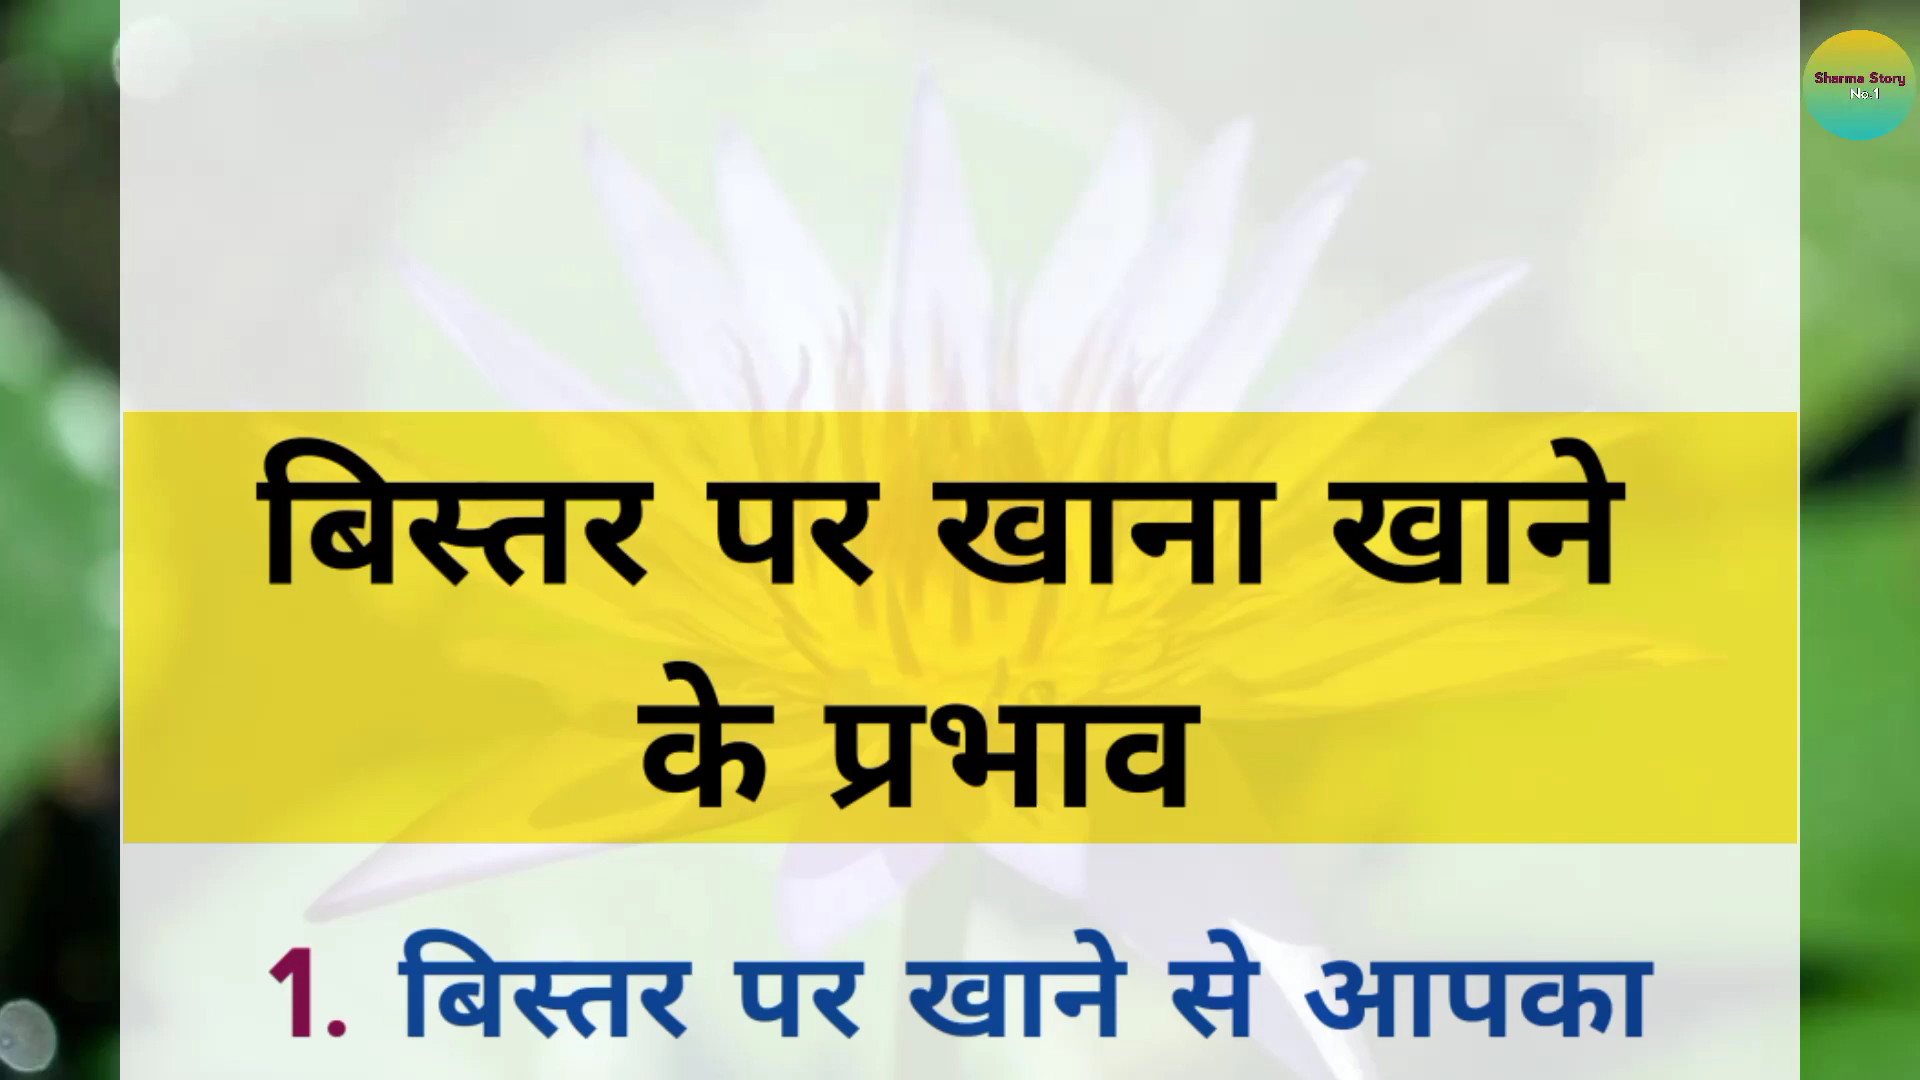 Sharma Story
No.1
बिस्तर पर खाना खाने
के प्रभाव
1. बिस्तर पर खाने से आपका